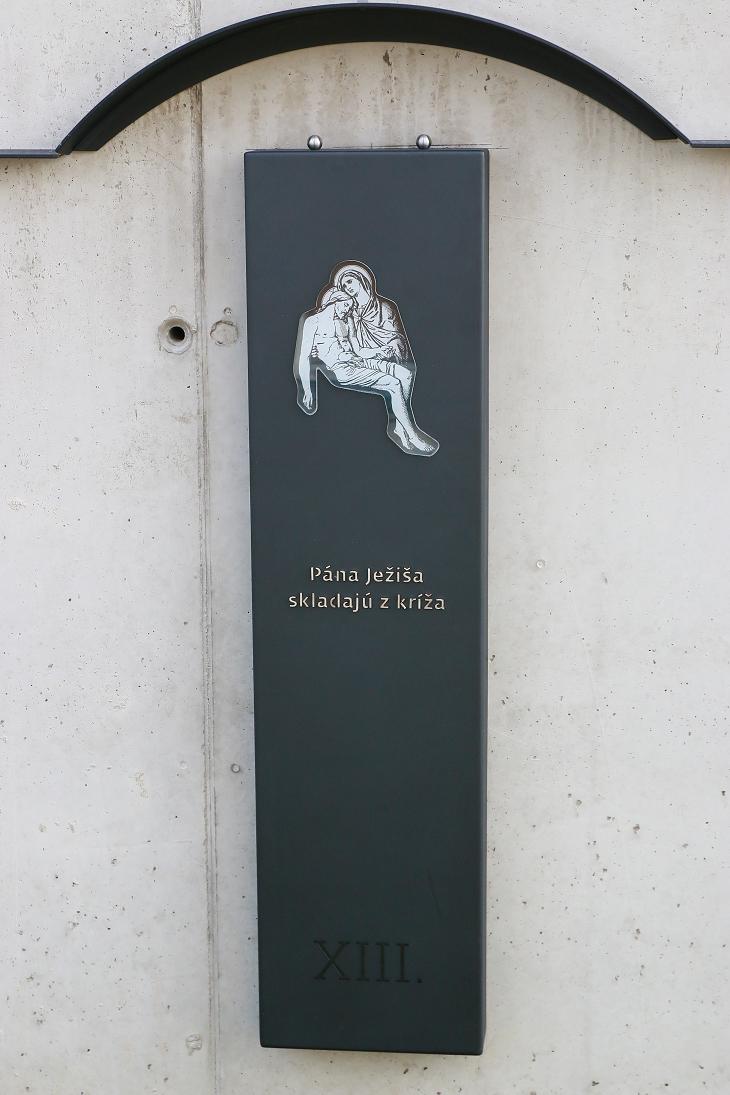 Pána Ježiša
skladajú z kríža
XIII.